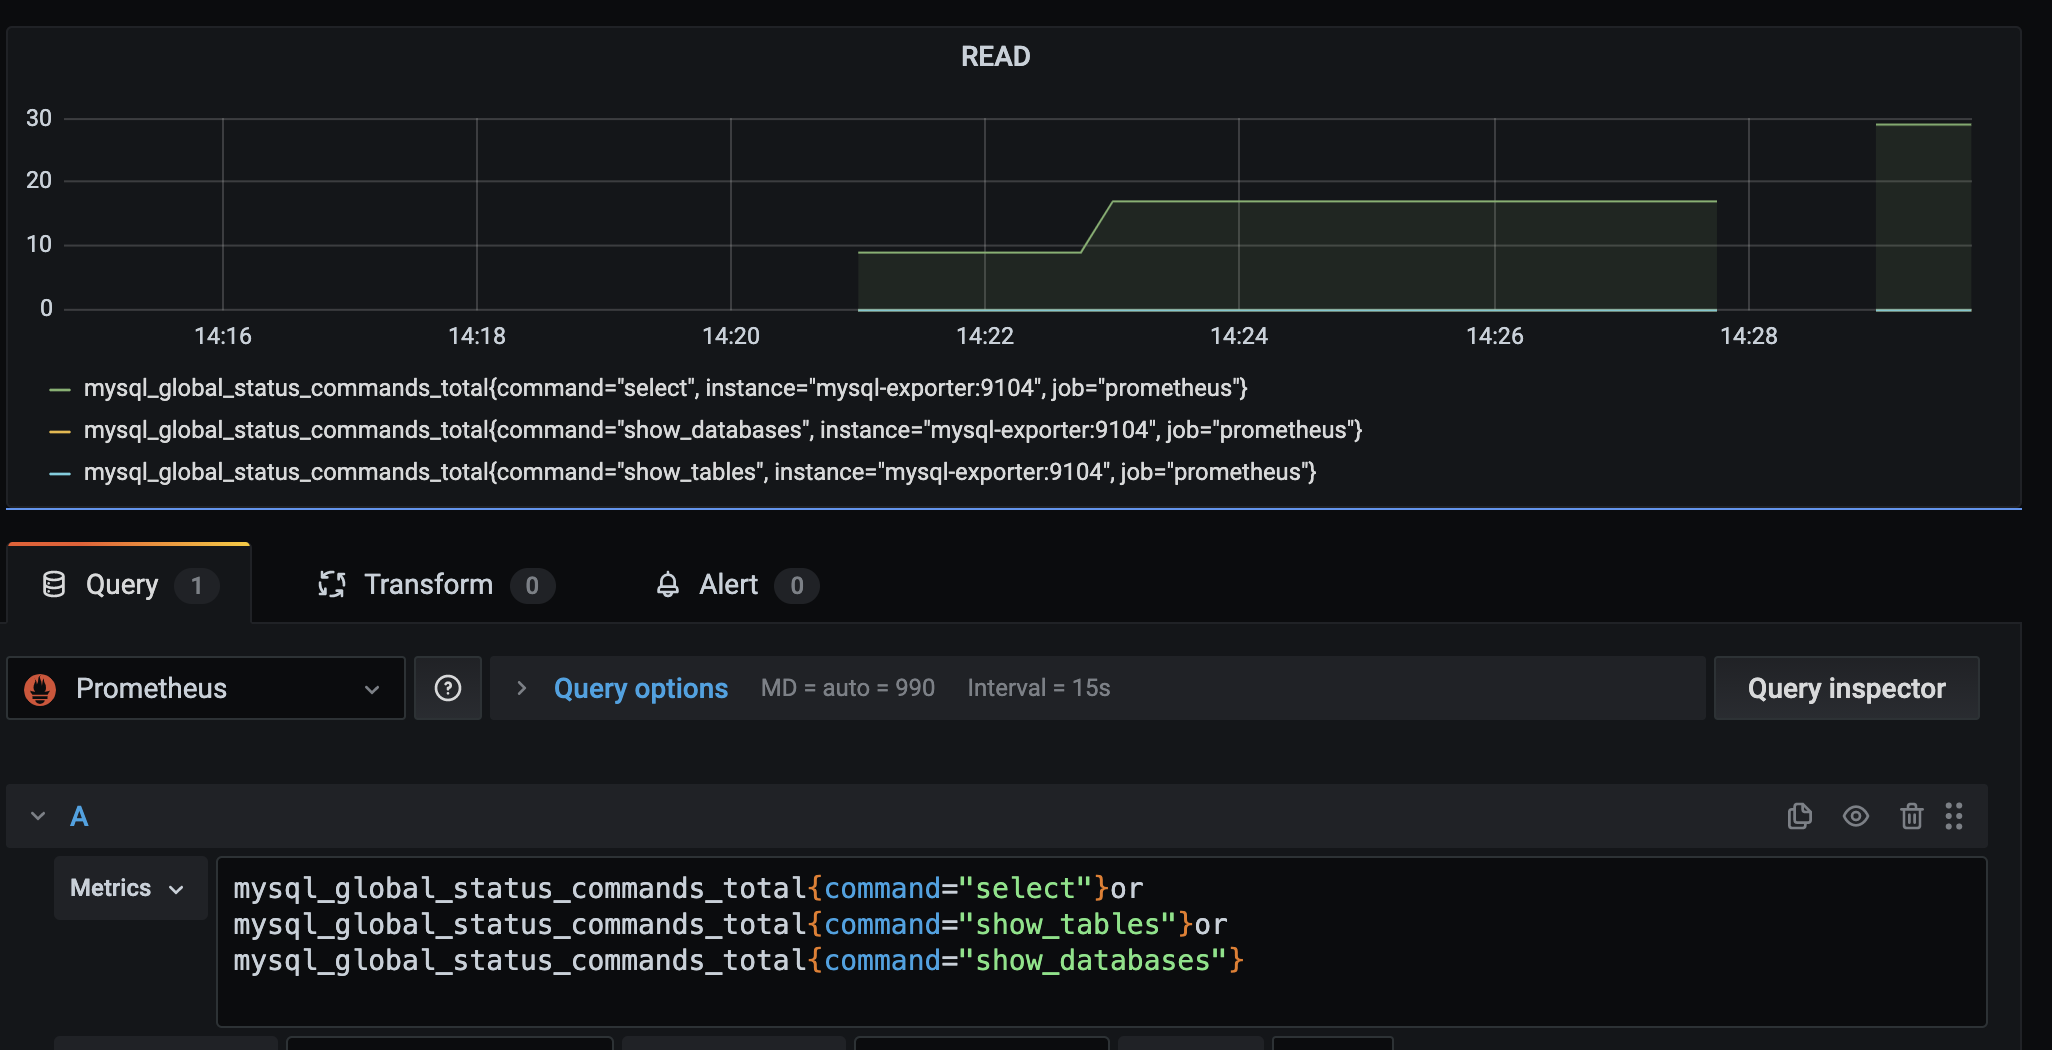 READ
30
20
10
0
14:16 14:18 14:20 14:22 14:24 14:26 14:28
mysql_global_status_commands_total{command="select", instance="mysql-exporter:9104", job="prometheus"}
mysql_global_status_commands_total{command="show_databases", instance="mysql-exporter:9104", job="prometheus"}
mysql_global_status_commands_total{command="show_tables", instance="mysql-exporter:9104", job="prometheus"}
Query 1 Transform 0 Alert 0
Prometheus ? Query options MD = auto = 990 Interval = 15s Query inspector
A
Metrics
mysql_global_status_commands_total{command="select"}or
mysql_global_status_commands_total{command="show_tables"}or
mysql_global_status_commands_total{command="show_databases"}